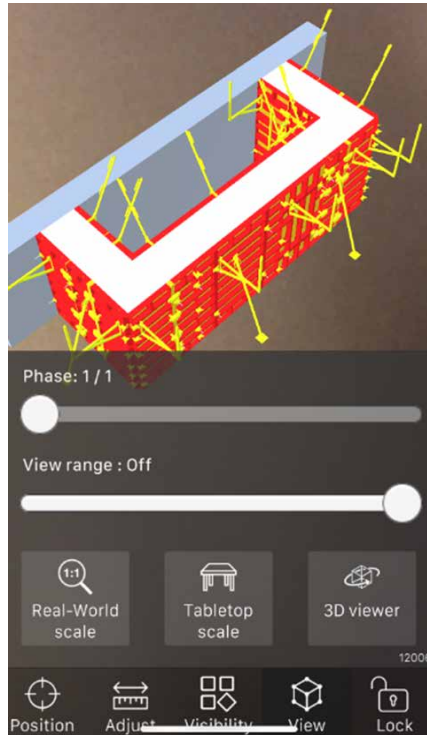 Phase: 1 / 1
View range : Off
1:1
Real-World
scale
Tabletop
scale
3D viewer
12006
Position
Adjust
Visibility
View
Lock